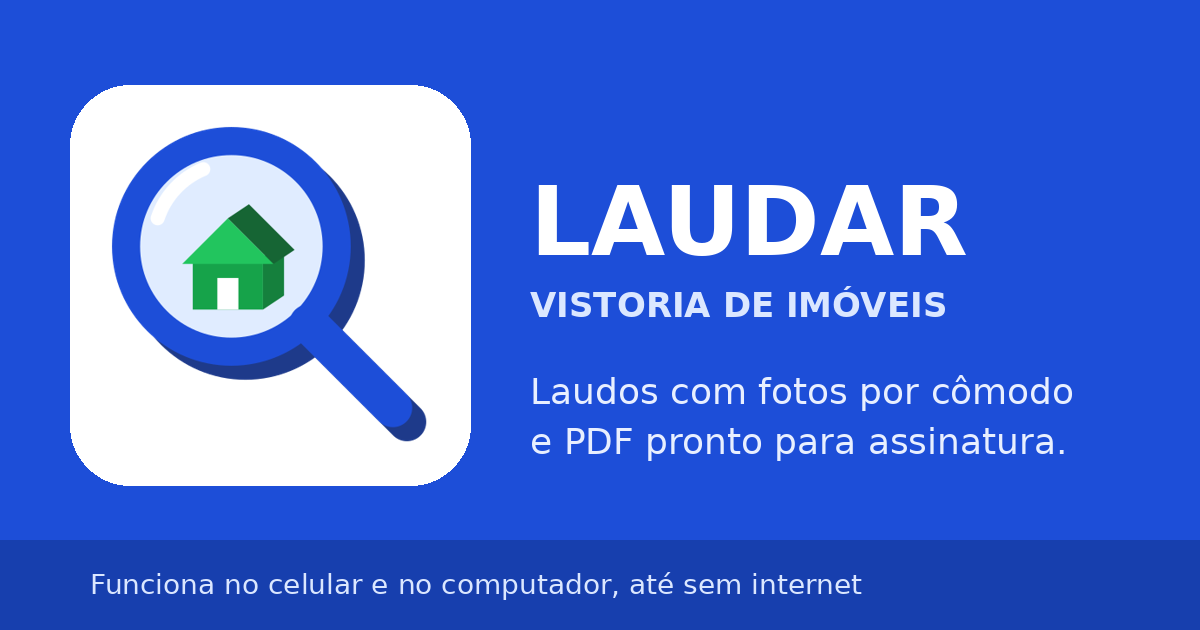 LAUDAR
VISTORIA DE IMÓVEIS
Laudos com fotos por cômodo
e PDF pronto para assinatura.
Funciona no celular e no computador, até sem internet